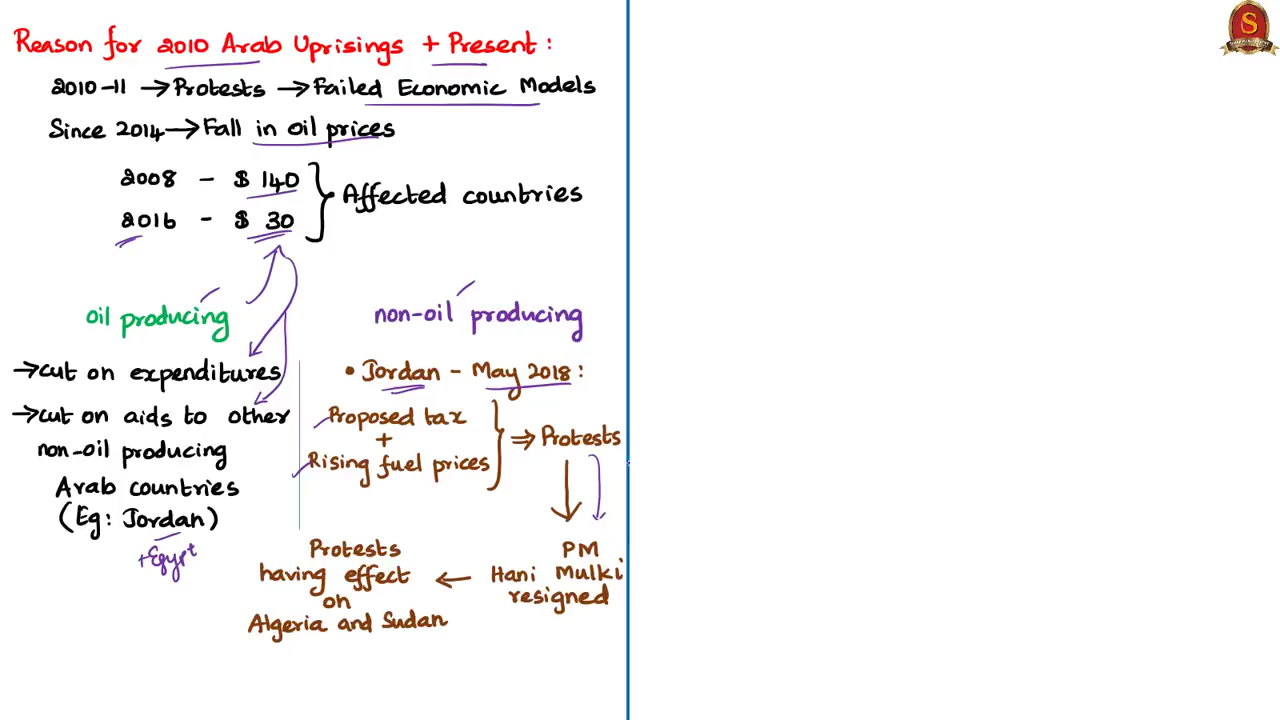 Reason for 2010 Arab Uprisings + Present :
2010-11 → Protests → Failed Economic Models
Since 2014 → Fall in oil prices
2008 - $ 140
2016 - $ 30
Affected countries
oil producing
→ cut on expenditures
→ cut on aids to other
non-oil producing
Arab countries
(Eg: Jordan)
+Egypt
non-oil producing
• Jordan - May 2018 :
Proposed tax
+
Rising fuel prices
⇒ Protests
PM
Hani Mulki
resigned
←
Protests
having effect
on
Algeria and Sudan
S